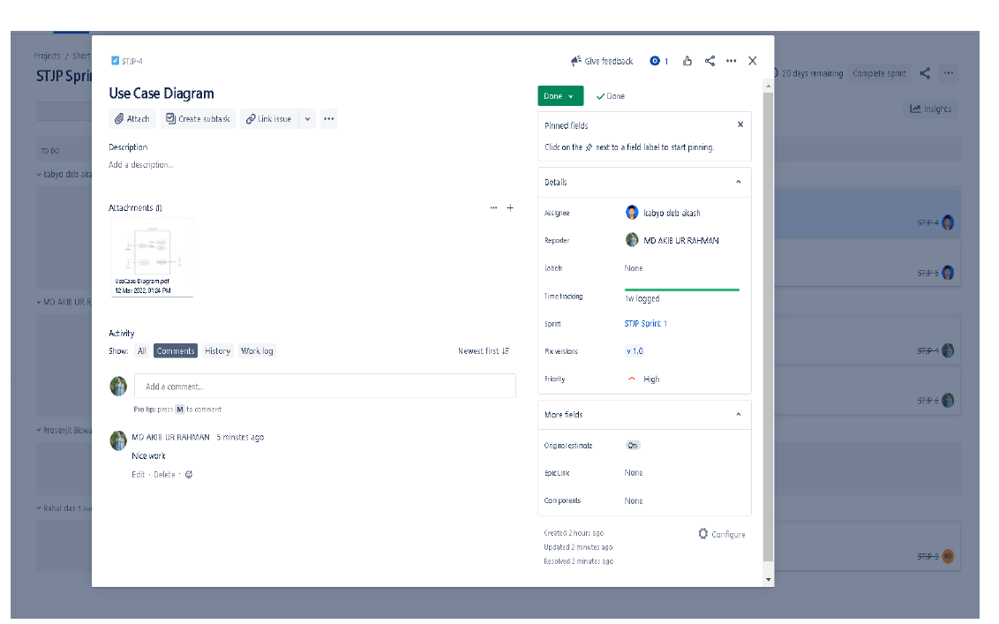 Projects / Short
STJP Spri
20 days remaining Complete sprint
Insights
TO DO
kabyo deb aka
MD AKIB UR R
Prosenjit Biswa
Rahul das 1 issu
STJP-4
STJP-5
STJP-1
STJP-6
STJP-3 RD
STJP-4
Give feedback 1
Use Case Diagram
Attach Create subtask Link issue
Description
Add a description...
Attachments (1)
UseCase Diagram.pdf
12 Mar 2022, 01:24 PM
Activity
Show: All Comments History Work log Newest first
Add a comment...
Pro tip: press M to comment
MD AKIB UR RAHMAN 5 minutes ago
Nice work
Edit · Delete ·
Done Done
Pinned fields
Click on the next to a field label to start pinning.
Details
Assignee kabyo deb akash
Reporter MD AKIB UR RAHMAN
Labels None
Time tracking 1w logged
Sprint STJP Sprint 1
Fix versions v 1.0
Priority High
More fields
Original estimate 0m
Epic Link None
Components None
Created 2 hours ago Configure
Updated 2 minutes ago
Resolved 2 minutes ago